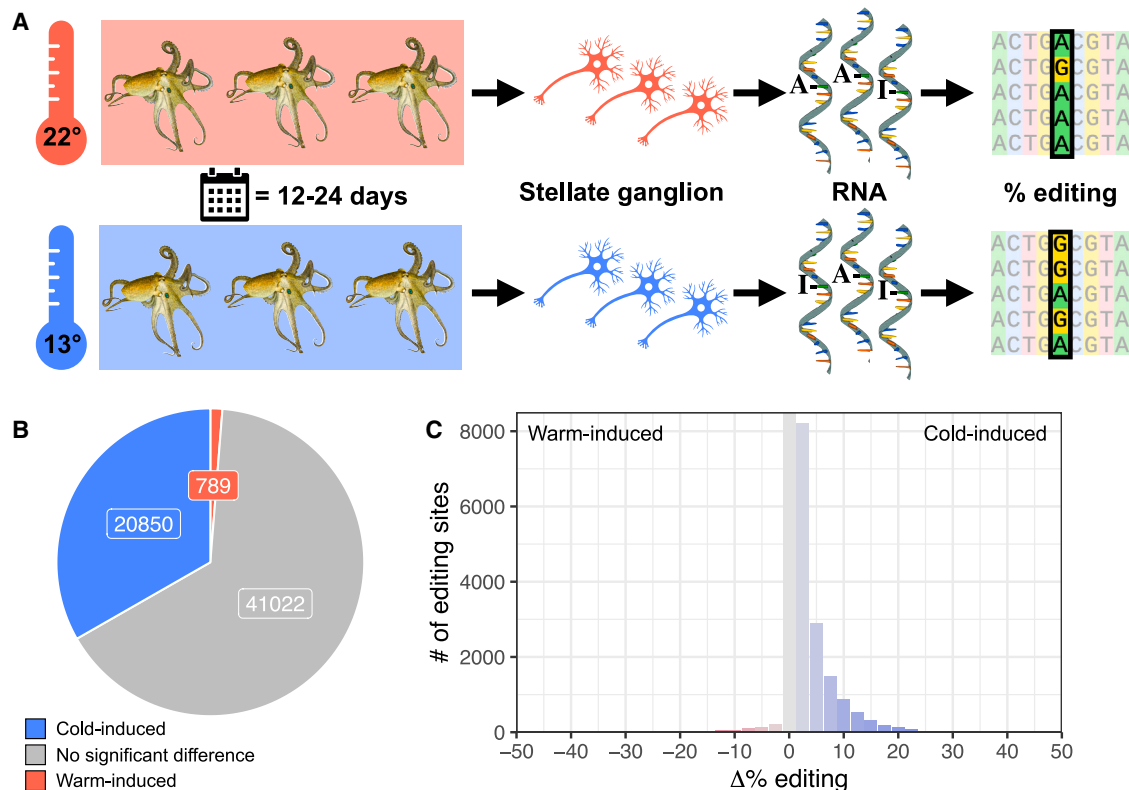 A
22°
A
A
I
ACTGACGTA
ACTGGCGTA
ACTGACGTA
ACTGACGTA
ACTGACGTA
= 12-24 days
Stellate ganglion
RNA
% editing
13°
I
A
I
ACTGGCGTA
ACTGGCGTA
ACTGACGTA
ACTGGCGTA
ACTGACGTA
B
789
20850
41022
Cold-induced
No significant difference
Warm-induced
C
Warm-induced
Cold-induced
# of editing sites
8000
6000
4000
2000
0
−50 −40 −30 −20 −10 0 10 20 30 40 50
Δ% editing